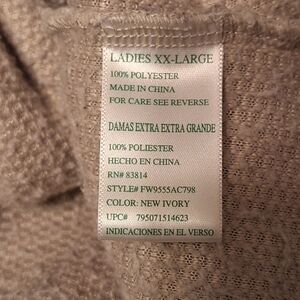 LADIES XX-LARGE
100% POLYESTER
MADE IN CHINA
FOR CARE SEE REVERSE
DAMAS EXTRA EXTRA GRANDE
100% POLIESTER
HECHO EN CHINA
RN# 83814
STYLE# FW9555AC798
COLOR: NEW IVORY
UPC# 795071514623
INDICACIONES EN EL VERSO